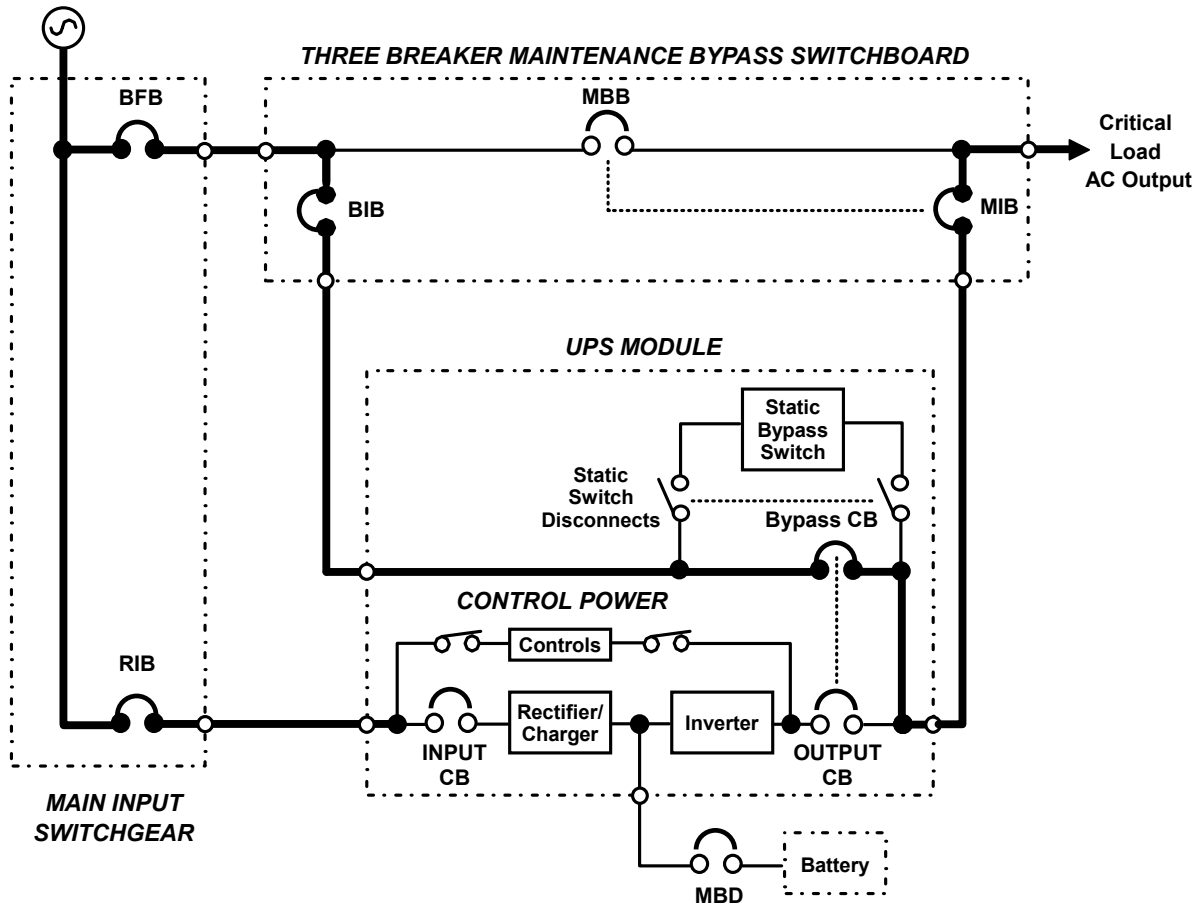 THREE BREAKER MAINTENANCE BYPASS SWITCHBOARD
BFB
MBB
Critical
Load
AC Output
BIB
MIB
UPS MODULE
Static
Bypass
Switch
Static
Switch
Disconnects
Bypass CB
CONTROL POWER
Controls
RIB
Rectifier/
Charger
Inverter
INPUT
CB
OUTPUT
CB
MAIN INPUT
SWITCHGEAR
MBD
Battery